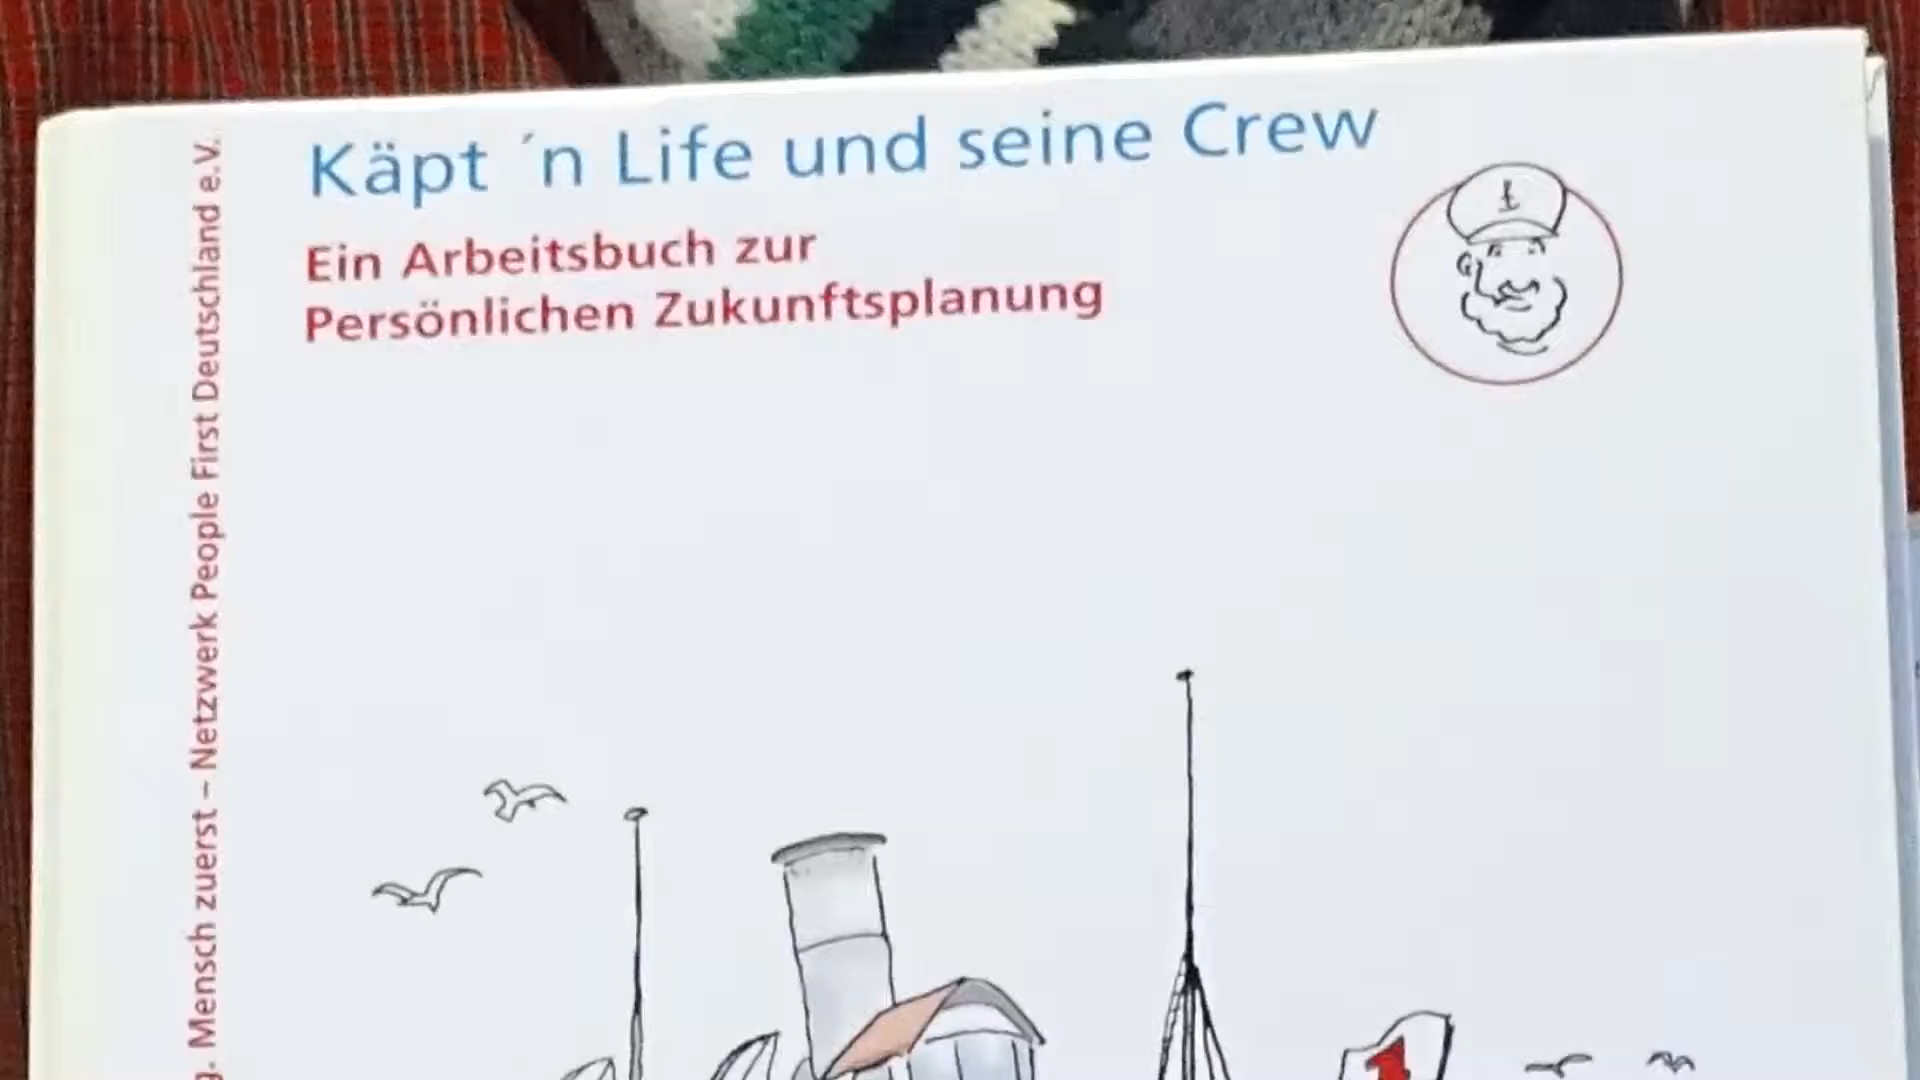 Käpt ´n Life und seine Crew
Ein Arbeitsbuch zur
Persönlichen Zukunftsplanung
Mensch zuerst – Netzwerk People First Deutschland e.V.